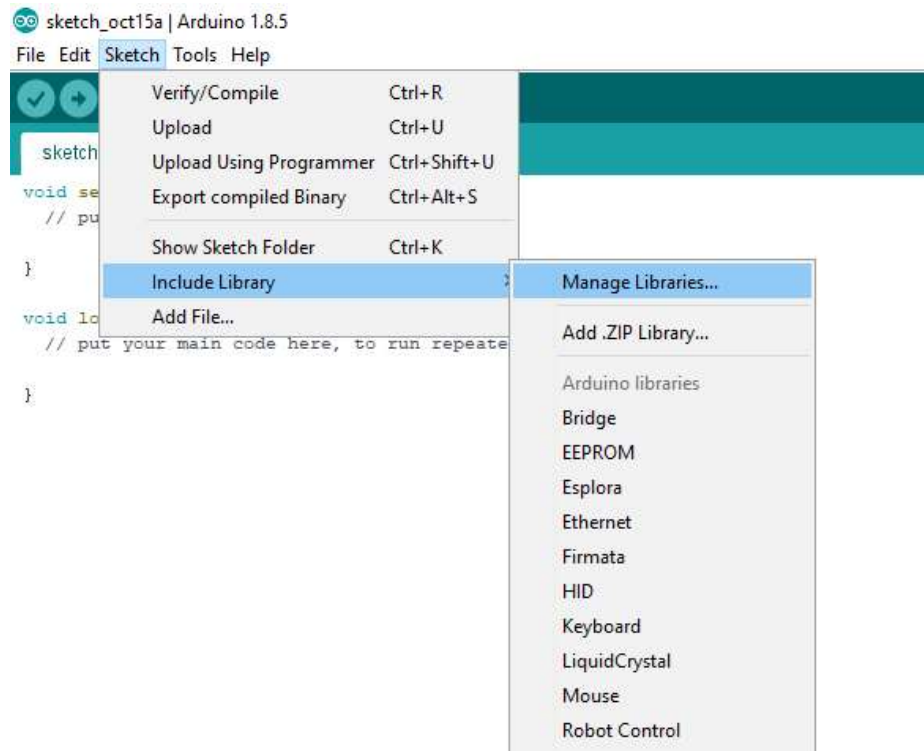 sketch_oct15a | Arduino 1.8.5
File Edit Sketch Tools Help
Verify/Compile Ctrl+R
Upload Ctrl+U
Upload Using Programmer Ctrl+Shift+U
Export compiled Binary Ctrl+Alt+S
Show Sketch Folder Ctrl+K
Include Library
Add File...
sketch
void se
// pu
}
void lo
// put your main code here, to run repeate
}
Manage Libraries...
Add .ZIP Library...
Arduino libraries
Bridge
EEPROM
Esplora
Ethernet
Firmata
HID
Keyboard
LiquidCrystal
Mouse
Robot Control